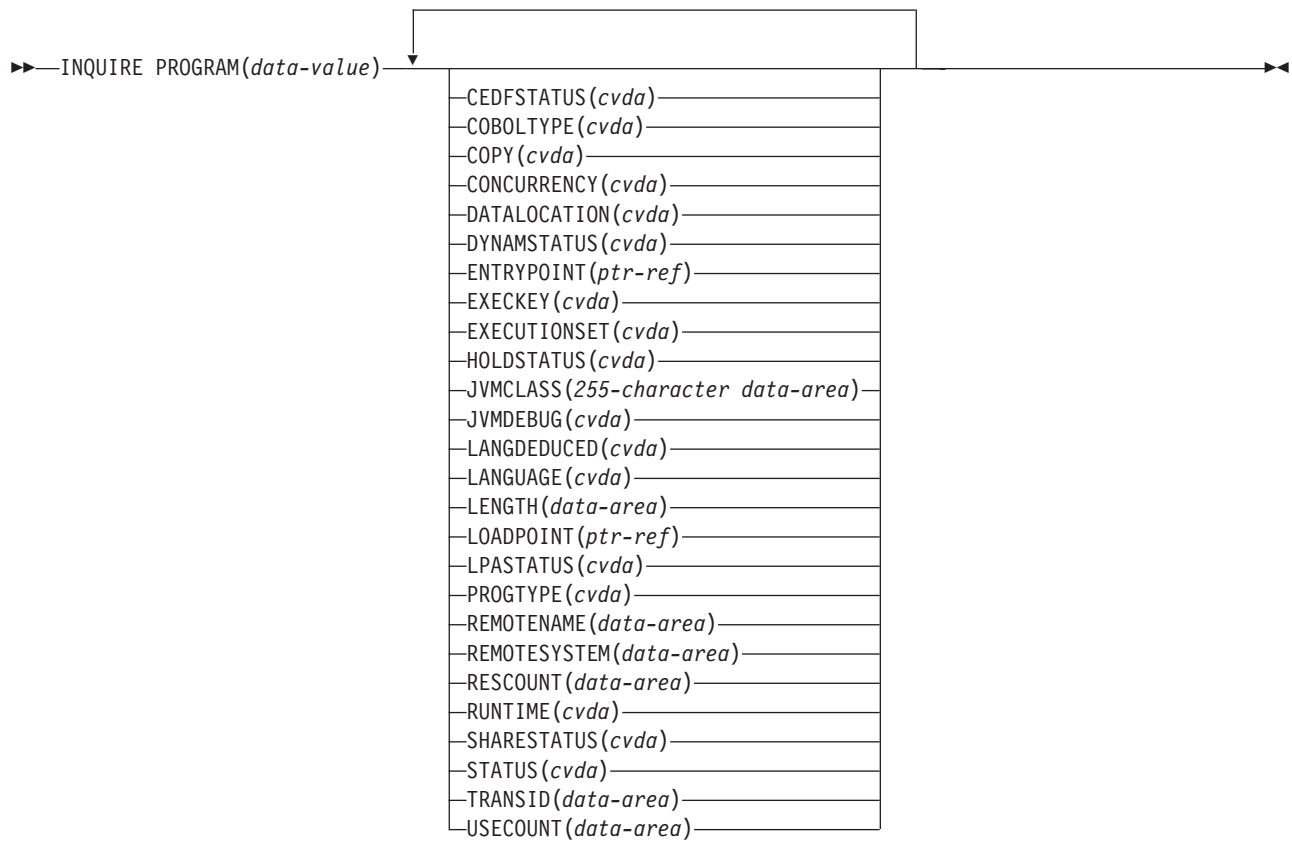 INQUIRE PROGRAM(data-value)
CEDFSTATUS(cvda)
COBOLTYPE(cvda)
COPY(cvda)
CONCURRENCY(cvda)
DATALOCATION(cvda)
DYNAMSTATUS(cvda)
ENTRYPOINT(ptr-ref)
EXECKEY(cvda)
EXECUTIONSET(cvda)
HOLDSTATUS(cvda)
JVMCLASS(255-character data-area)
JVMDEBUG(cvda)
LANGDEDUCED(cvda)
LANGUAGE(cvda)
LENGTH(data-area)
LOADPOINT(ptr-ref)
LPASTATUS(cvda)
PROGTYPE(cvda)
REMOTENAME(data-area)
REMOTESYSTEM(data-area)
RESCOUNT(data-area)
RUNTIME(cvda)
SHARESTATUS(cvda)
STATUS(cvda)
TRANSID(data-area)
USECOUNT(data-area)